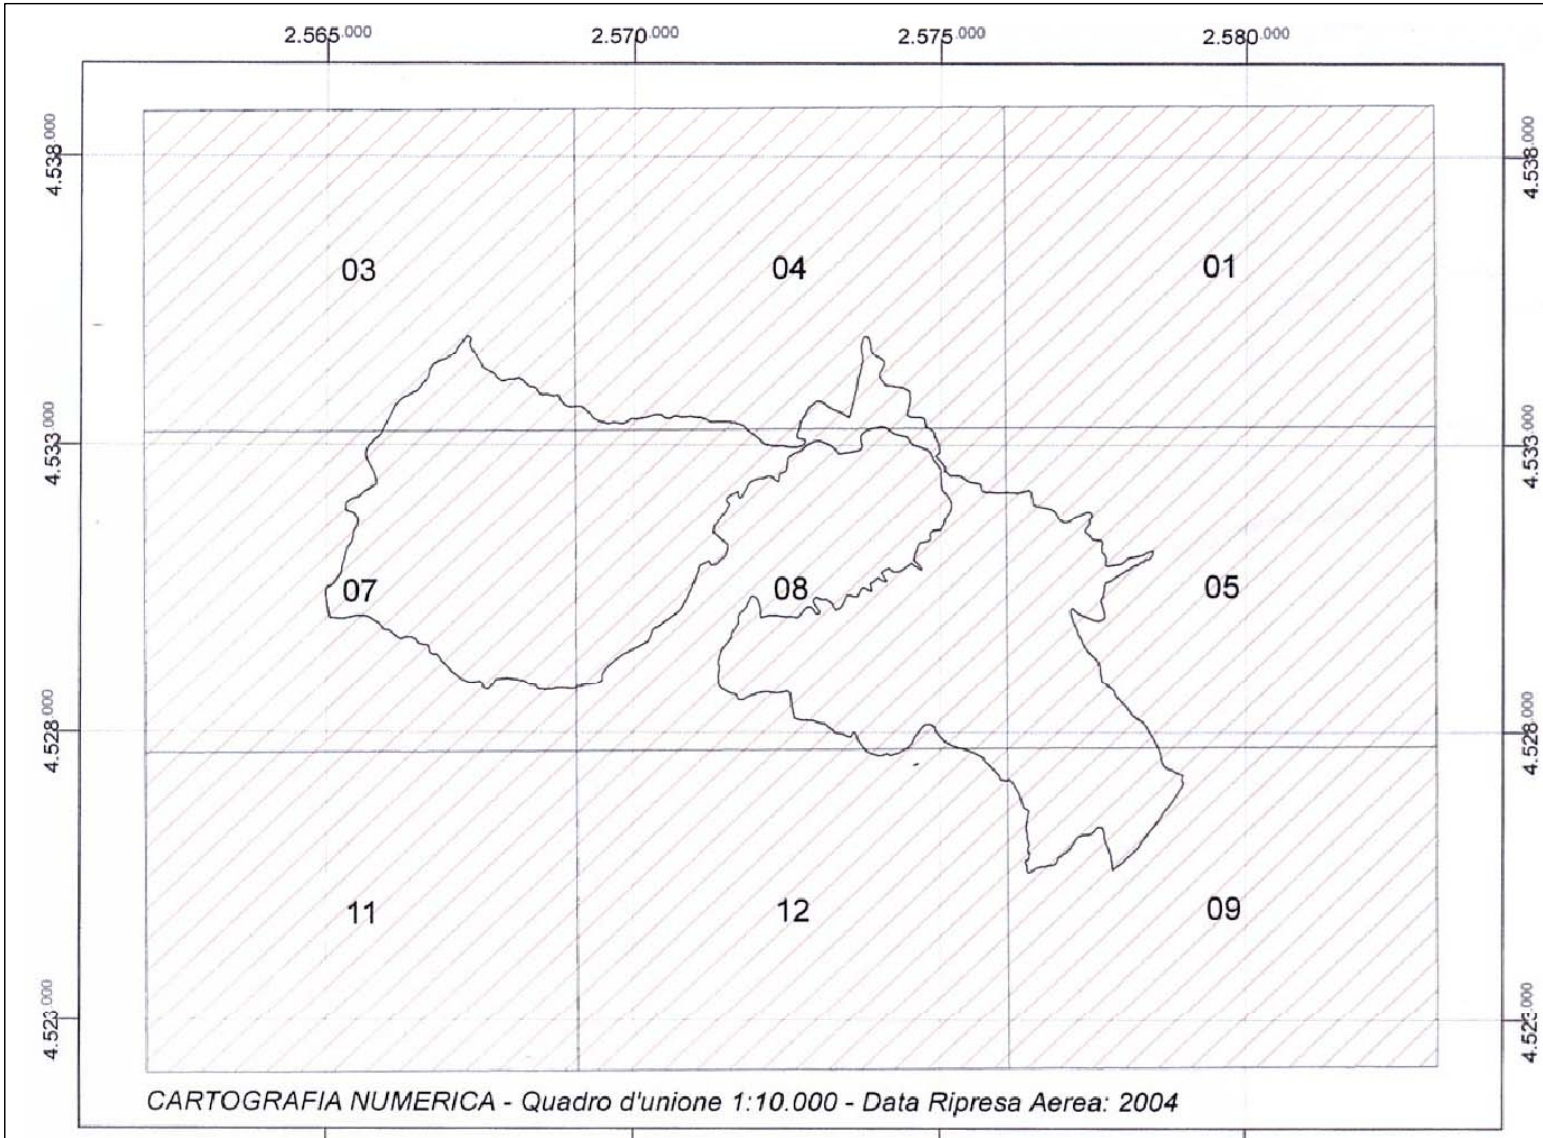 2.565.000 2.570.000 2.575.000 2.580.000
4.538.000 4.538.000
03 04 01
4.533.000 4.533.000
07 08 05
4.528.000 4.528.000
11 12 09
4.523.000 4.523.000
CARTOGRAFIA NUMERICA - Quadro d'unione 1:10.000 - Data Ripresa Aerea: 2004